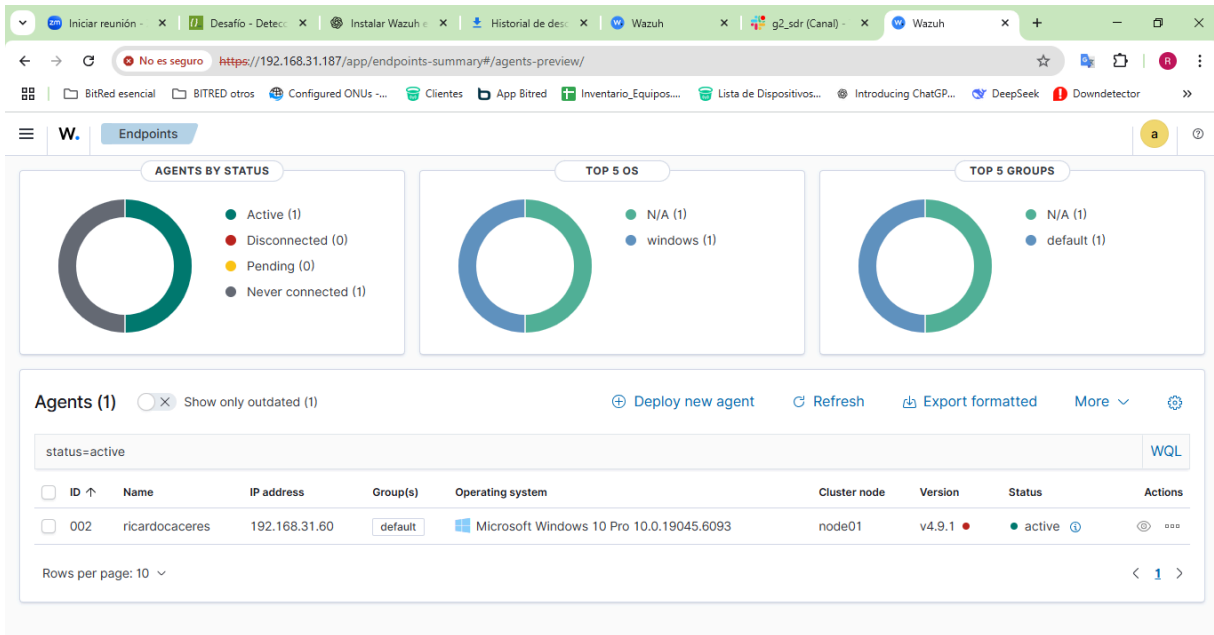 Iniciar reunión -
Desafío - Detecc
Instalar Wazuh e
Historial de desc
Wazuh
g2_sdr (Canal) -
Wazuh
No es seguro
https://192.168.31.187/app/endpoints-summary#/agents-preview/
R
BitRed esencial
BITRED otros
Configured ONUs -...
Clientes
App Bitred
Inventario_Equipos....
Lista de Dispositivos...
Introducing ChatGP...
DeepSeek
Downdetector
W.
Endpoints
a
AGENTS BY STATUS
Active (1)
Disconnected (0)
Pending (0)
Never connected (1)
TOP 5 OS
N/A (1)
windows (1)
TOP 5 GROUPS
N/A (1)
default (1)
Agents (1)
Show only outdated (1)
Deploy new agent
Refresh
Export formatted
More
status=active
WQL
ID Name IP address Group(s) Operating system Cluster node Version Status Actions
002 ricardocaceres 192.168.31.60 default Microsoft Windows 10 Pro 10.0.19045.6093 node01 v4.9.1 active
Rows per page: 10
1